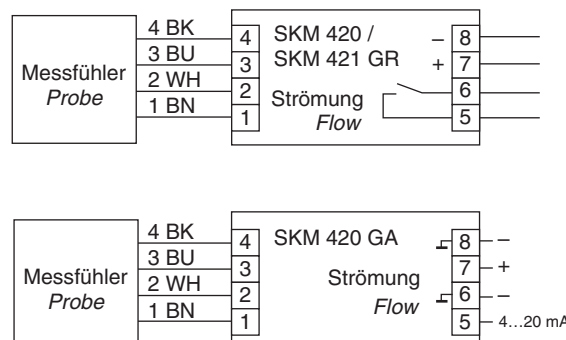 4 BK
3 BU
2 WH
1 BN
Messfühler
Probe
4
3
2
1
SKM 420 /
SKM 421 GR
Strömung
Flow
– 8
+ 7
6
5
4 BK
3 BU
2 WH
1 BN
Messfühler
Probe
4
3
2
1
SKM 420 GA
Strömung
Flow
8 –
7 +
6 –
5 4...20 mA